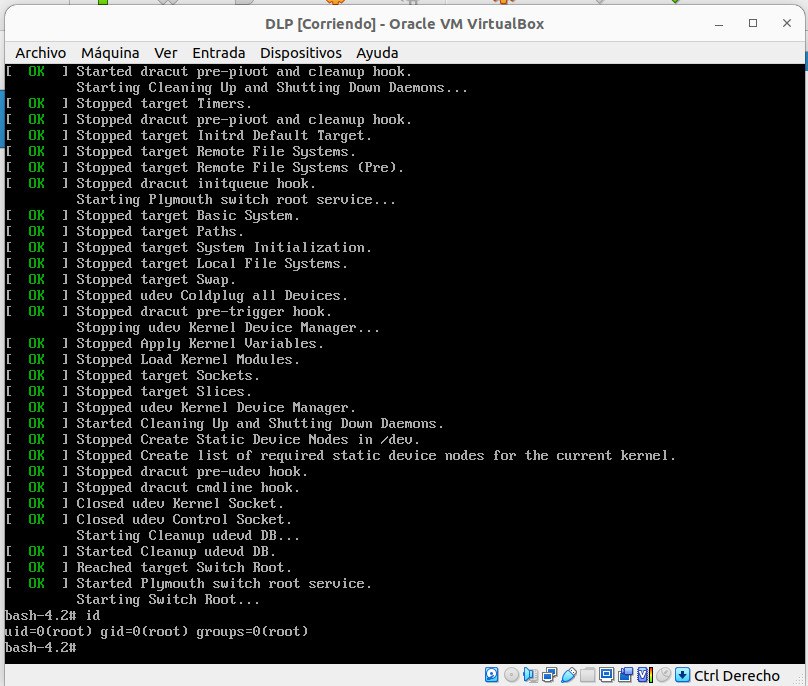 DLP [Corriendo] - Oracle VM VirtualBox
Archivo Máquina Ver Entrada Dispositivos Ayuda
[  OK  ] Started dracut pre-pivot and cleanup hook.
         Starting Cleaning Up and Shutting Down Daemons...
[  OK  ] Stopped target Timers.
[  OK  ] Stopped dracut pre-pivot and cleanup hook.
[  OK  ] Stopped target Initrd Default Target.
[  OK  ] Stopped target Remote File Systems.
[  OK  ] Stopped target Remote File Systems (Pre).
[  OK  ] Stopped dracut initqueue hook.
         Starting Plymouth switch root service...
[  OK  ] Stopped target Basic System.
[  OK  ] Stopped target Paths.
[  OK  ] Stopped target System Initialization.
[  OK  ] Stopped target Local File Systems.
[  OK  ] Stopped target Swap.
[  OK  ] Stopped udev Coldplug all Devices.
[  OK  ] Stopped dracut pre-trigger hook.
         Stopping udev Kernel Device Manager...
[  OK  ] Stopped Apply Kernel Variables.
[  OK  ] Stopped Load Kernel Modules.
[  OK  ] Stopped target Sockets.
[  OK  ] Stopped target Slices.
[  OK  ] Stopped udev Kernel Device Manager.
[  OK  ] Started Cleaning Up and Shutting Down Daemons.
[  OK  ] Stopped Create Static Device Nodes in /dev.
[  OK  ] Stopped Create list of required static device nodes for the current kernel.
[  OK  ] Stopped dracut pre-udev hook.
[  OK  ] Stopped dracut cmdline hook.
[  OK  ] Closed udev Kernel Socket.
[  OK  ] Closed udev Control Socket.
         Starting Cleanup udevd DB...
[  OK  ] Started Cleanup udevd DB.
[  OK  ] Reached target Switch Root.
[  OK  ] Started Plymouth switch root service.
         Starting Switch Root...
bash-4.2# id
uid=0(root) gid=0(root) groups=0(root)
bash-4.2#
Ctrl Derecho